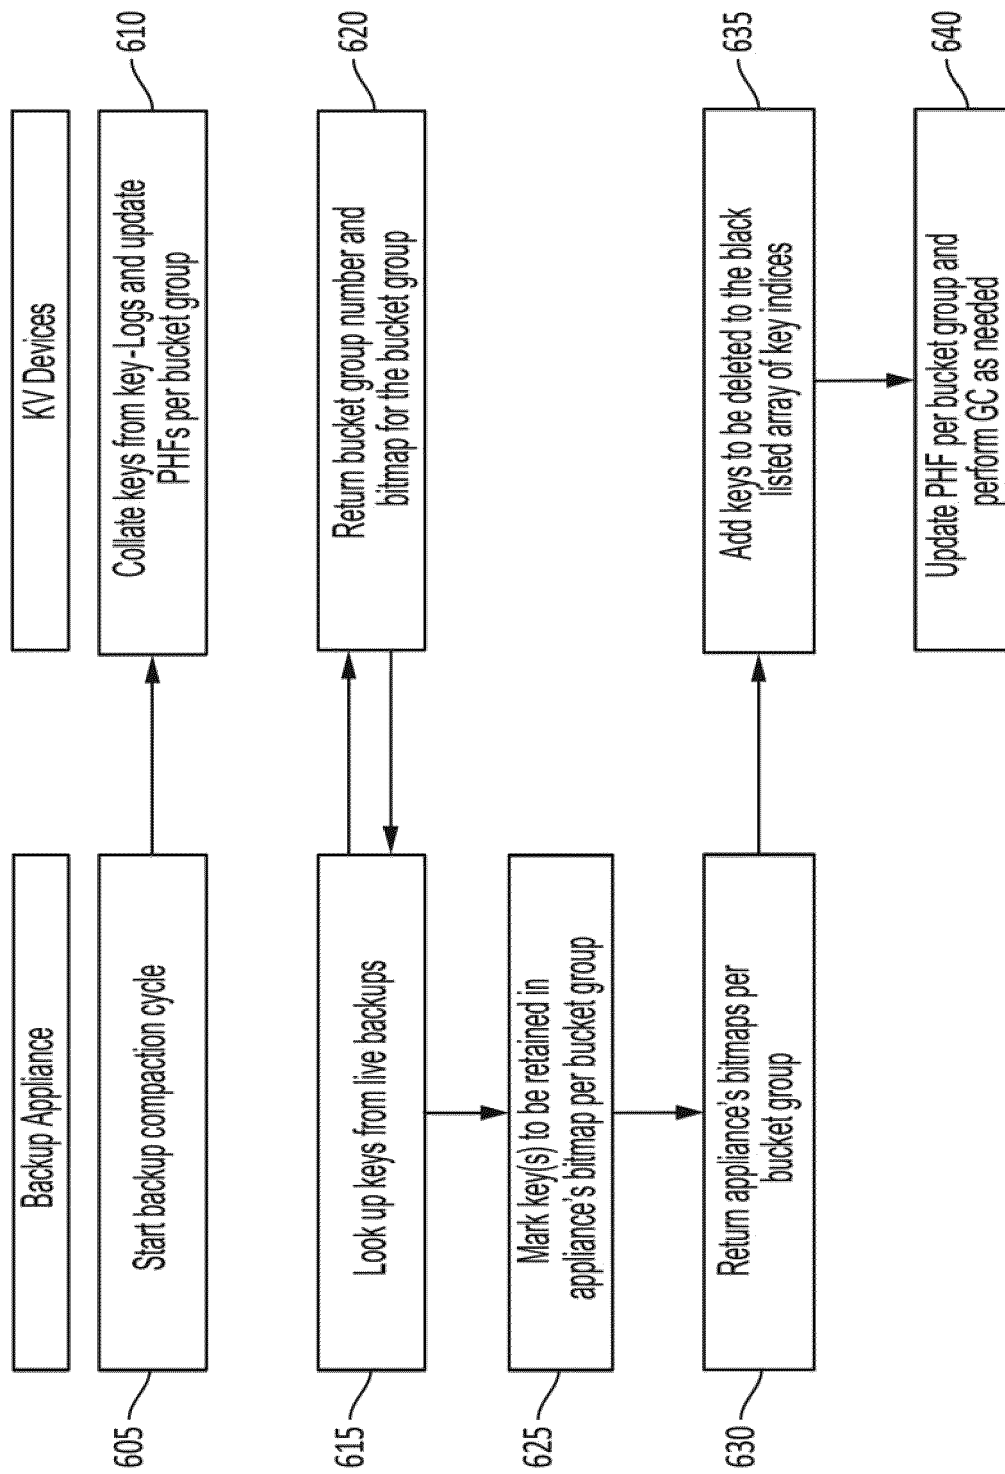 Backup Appliance
KV Devices
605
Start backup compaction cycle
Collate keys from Key-Logs and update
PHFs per bucket group
610
615
Look up keys from live backups
Return bucket group number and
bitmap for the bucket group
620
625
Mark key(s) to be retained in
appliance's bitmap per bucket group
630
Return appliance's bitmaps per
bucket group
Add keys to be deleted to the black
listed array of key indices
635
Update PHF per bucket group and
perform GC as needed
640